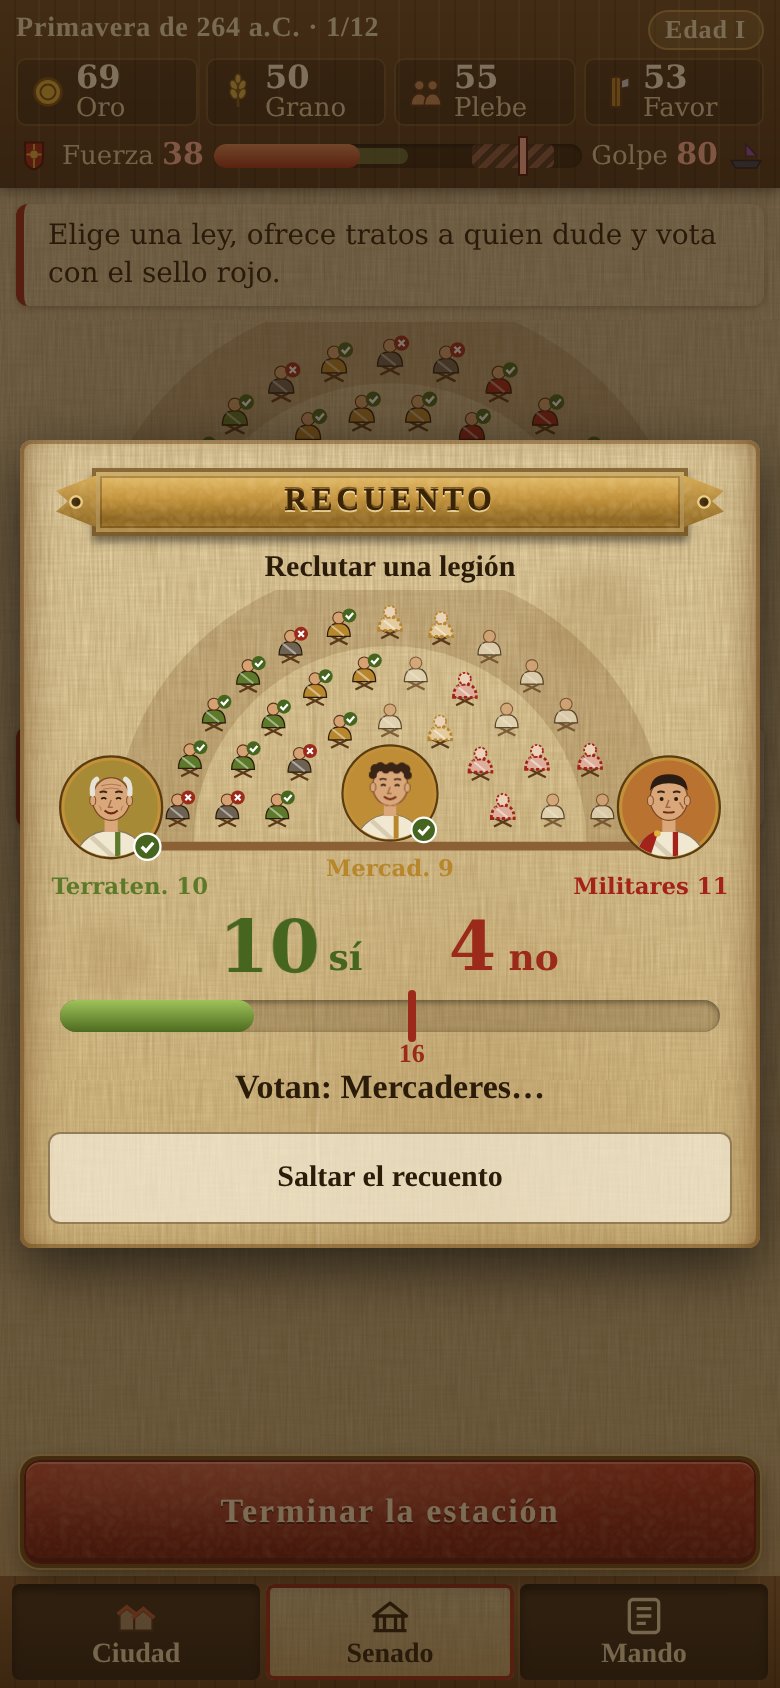 Primavera de 264 a.C. · 1/12
Edad I
69
Oro
50
Grano
55
Plebe
53
Favor
Fuerza 38
Golpe 80
Elige una ley, ofrece tratos a quien dude y vota
con el sello rojo.
RECUENTO
Reclutar una legión
Terraten. 10
Mercad. 9
Militares 11
10 sí
4 no
16
Votan: Mercaderes…
Saltar el recuento
Terminar la estación
Ciudad
Senado
Mando